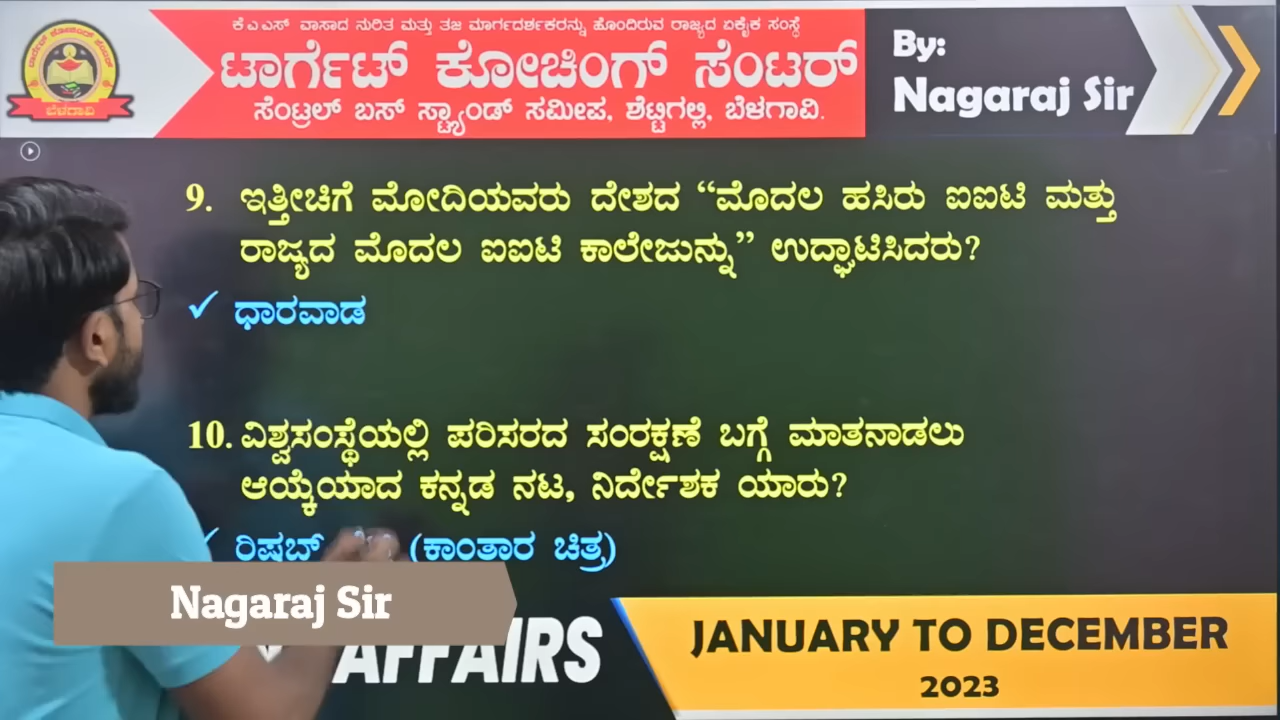 ಕೆ ಎ ಎಸ್ ವಾಸಾದ ನುರಿತ ಮತ್ತು ತಜ್ಞ ಮಾರ್ಗದರ್ಶಕರನ್ನು ಹೊಂದಿರುವ ರಾಜ್ಯದ ಏಕೈಕ ಸಂಸ್ಥೆ
ಟಾರ್ಗೆಟ್ ಕೋಚಿಂಗ್ ಸೆಂಟರ್
ಸೆಂಟ್ರಲ್ ಬಸ್ ಸ್ಟ್ಯಾಂಡ್ ಸಮೀಪ, ಶೆಟ್ಟಿಗಲ್ಲಿ, ಬೆಳಗಾವಿ.
ಬೆಳಗಾವಿ
By:
Nagaraj Sir
9. ಇತ್ತೀಚಿಗೆ ಮೋದಿಯವರು ದೇಶದ “ಮೊದಲ ಹಸಿರು ಐಐಟಿ ಮತ್ತು
ರಾಜ್ಯದ ಮೊದಲ ಐಐಟಿ ಕಾಲೇಜುನ್ನು” ಉದ್ಘಾಟಿಸಿದರು?
✓ ಧಾರವಾಡ
10. ವಿಶ್ವಸಂಸ್ಥೆಯಲ್ಲಿ ಪರಿಸರದ ಸಂರಕ್ಷಣೆ ಬಗ್ಗೆ ಮಾತನಾಡಲು
ಆಯ್ಕೆಯಾದ ಕನ್ನಡ ನಟ, ನಿರ್ದೇಶಕ ಯಾರು?
✓ ರಿಷಬ್ (ಕಾಂತಾರ ಚಿತ್ರ)
Nagaraj Sir
AFFAIRS
JANUARY TO DECEMBER
2023